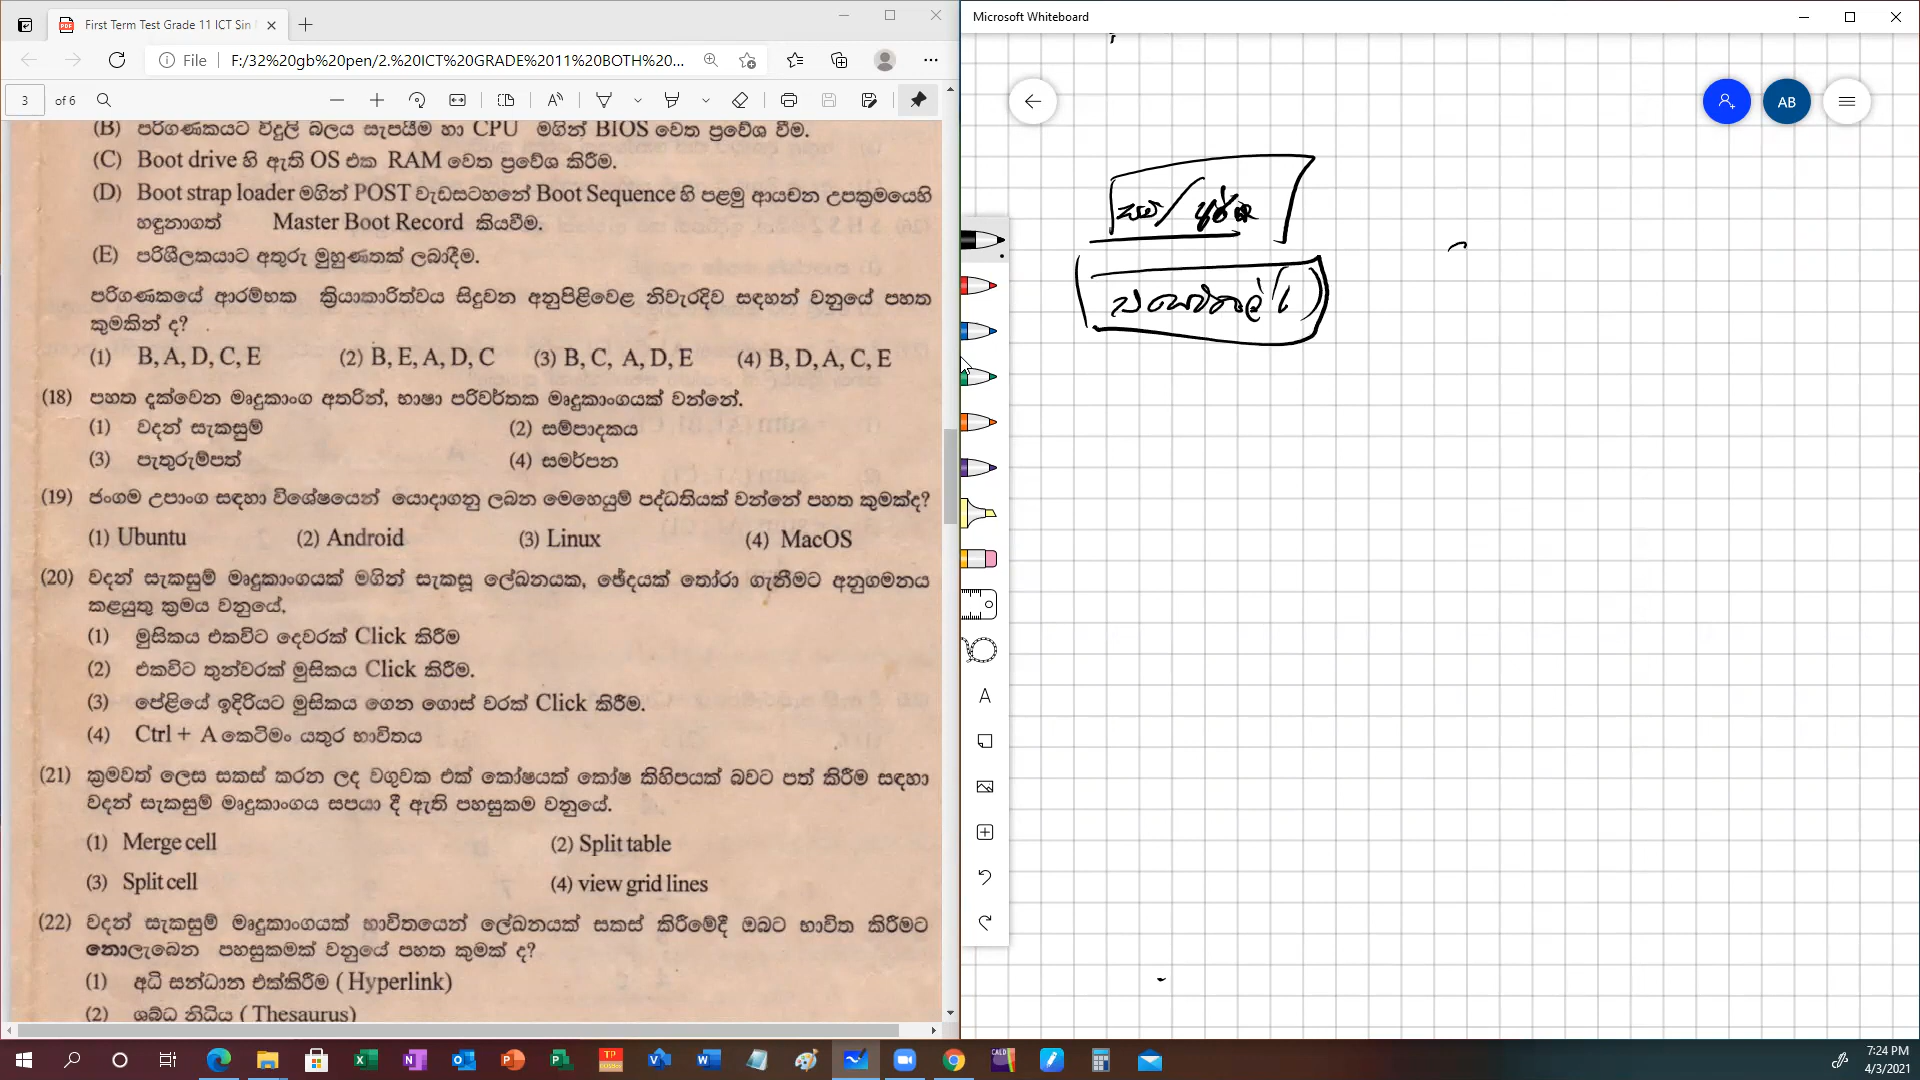 First Term Test Grade 11 ICT Sin
Microsoft Whiteboard
File F:/32%20gb%20pen/2.%20ICT%20GRADE%2011%20BOTH%20...
3 of 6
AB
(B) පරිගණකයට විදුලි බලය සැපයීම හා CPU මගින් BIOS වෙත ප්‍රවේශ වීම.
(C) Boot drive හි ඇති OS එක RAM වෙත ප්‍රවේශ කිරීම.
(D) Boot strap loader මගින් POST වැඩසටහනේ Boot Sequence හි පළමු ආයචන උපක්‍රමයෙහි
හඳුනාගත් Master Boot Record කියවීම.
(E) පරිශීලකයාට අතුරු මුහුණතක් ලබාදීම.
පරිගණකයේ ආරම්භක ක්‍රියාකාරිත්වය සිදුවන අනුපිළිවෙළ නිවැරදිව සඳහන් වනුයේ පහත
කුමකින් ද?
(1) B, A, D, C, E (2) B, E, A, D, C (3) B, C, A, D, E (4) B, D, A, C, E
(18) පහත දැක්වෙන මෘදුකාංග අතරින්, භාෂා පරිවර්තක මෘදුකාංගයක් වන්නේ.
(1) වදන් සැකසුම් (2) සම්පාදකය
(3) පැතුරුම්පත් (4) සමර්පන
(19) ජංගම උපාංග සඳහා විශේෂයෙන් යොදාගනු ලබන මෙහෙයුම් පද්ධතියක් වන්නේ පහත කුමක්ද?
(1) Ubuntu (2) Android (3) Linux (4) MacOS
(20) වදන් සැකසුම් මෘදුකාංගයක් මගින් සැකසූ ලේඛනයක, ඡේදයක් තෝරා ගැනීමට අනුගමනය
කළයුතු ක්‍රමය වනුයේ,
(1) මූසිකය එකවිට දෙවරක් Click කිරීම
(2) එකවිට තුන්වරක් මූසිකය Click කිරීම.
(3) පේළියේ ඉදිරියට මූසිකය ගෙන ගොස් වරක් Click කිරීම.
(4) Ctrl + A කෙටිමං යතුර භාවිතය
(21) ක්‍රමවත් ලෙස සකස් කරන ලද වගුවක එක් කෝෂයක් කෝෂ කිහිපයක් බවට පත් කිරීම සඳහා
වදන් සැකසුම් මෘදුකාංගය සපයා දී ඇති පහසුකම වනුයේ.
(1) Merge cell (2) Split table
(3) Split cell (4) view grid lines
(22) වදන් සැකසුම් මෘදුකාංගයක් භාවිතයෙන් ලේඛනයක් සකස් කිරීමේදී ඔබට භාවිත කිරීමට
නොලැබෙන පහසුකමක් වනුයේ පහත කුමක් ද?
(1) අධි සන්ධාන එක්කිරීම ( Hyperlink)
(2) ශබ්ධ නිධිය ( Thesaurus)
7:24 PM
4/3/2021